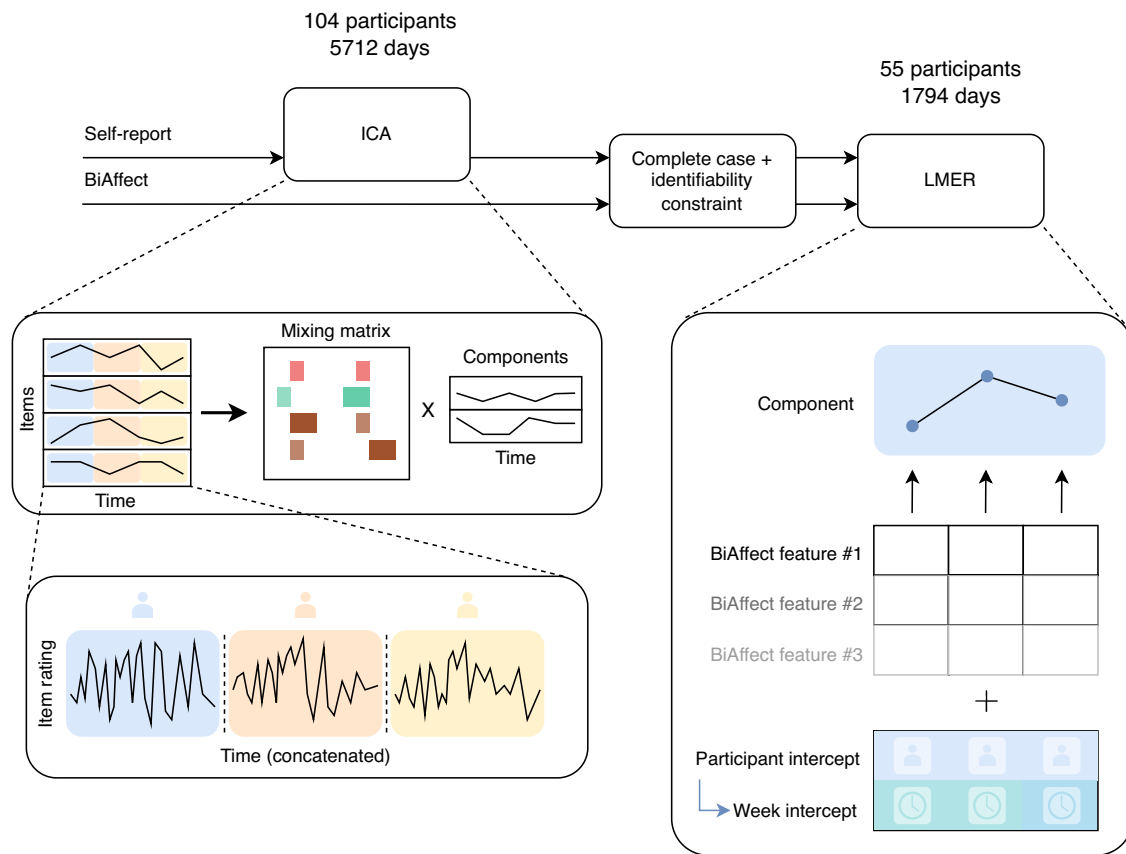 104 participants
5712 days
55 participants
1794 days
Self-report
BiAffect
ICA
Complete case +
identifiability
constraint
LMER
Mixing matrix
Components
Items
X
Time
Time
Component
BiAffect feature #1
BiAffect feature #2
BiAffect feature #3
+
Item rating
Time (concatenated)
Participant intercept
Week intercept